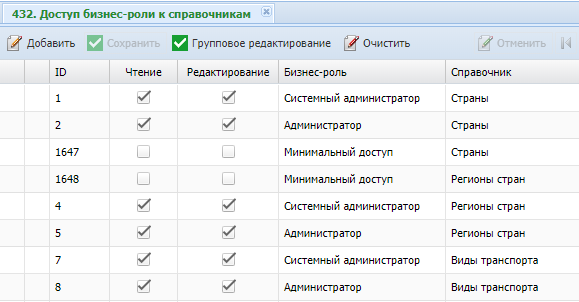 432. Доступ бизнес-роли к справочникам
Добавить Сохранить Групповое редактирование Очистить Отменить
ID Чтение Редактирование Бизнес-роль Справочник
1 Системный администратор Страны
2 Администратор Страны
1647 Минимальный доступ Страны
1648 Минимальный доступ Регионы стран
4 Системный администратор Регионы стран
5 Администратор Регионы стран
7 Системный администратор Виды транспорта
8 Администратор Виды транспорта